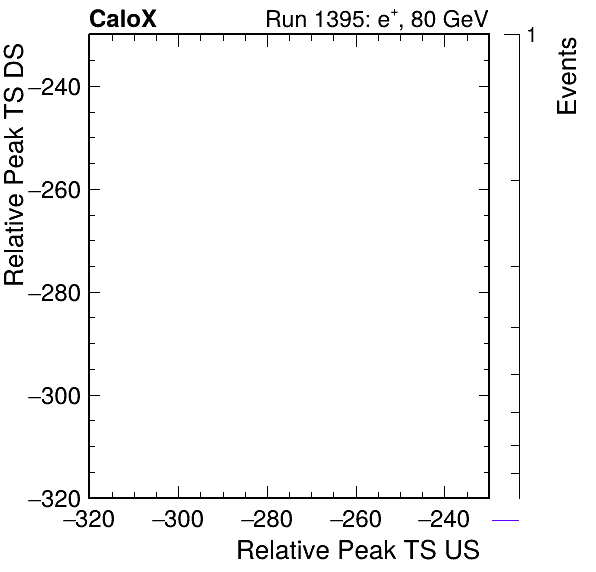 CaloX Run 1395: e⁺, 80 GeV
Relative Peak TS DS
−240
−260
−280
−300
−320
−320 −300 −280 −260 −240
Relative Peak TS US
1
Events